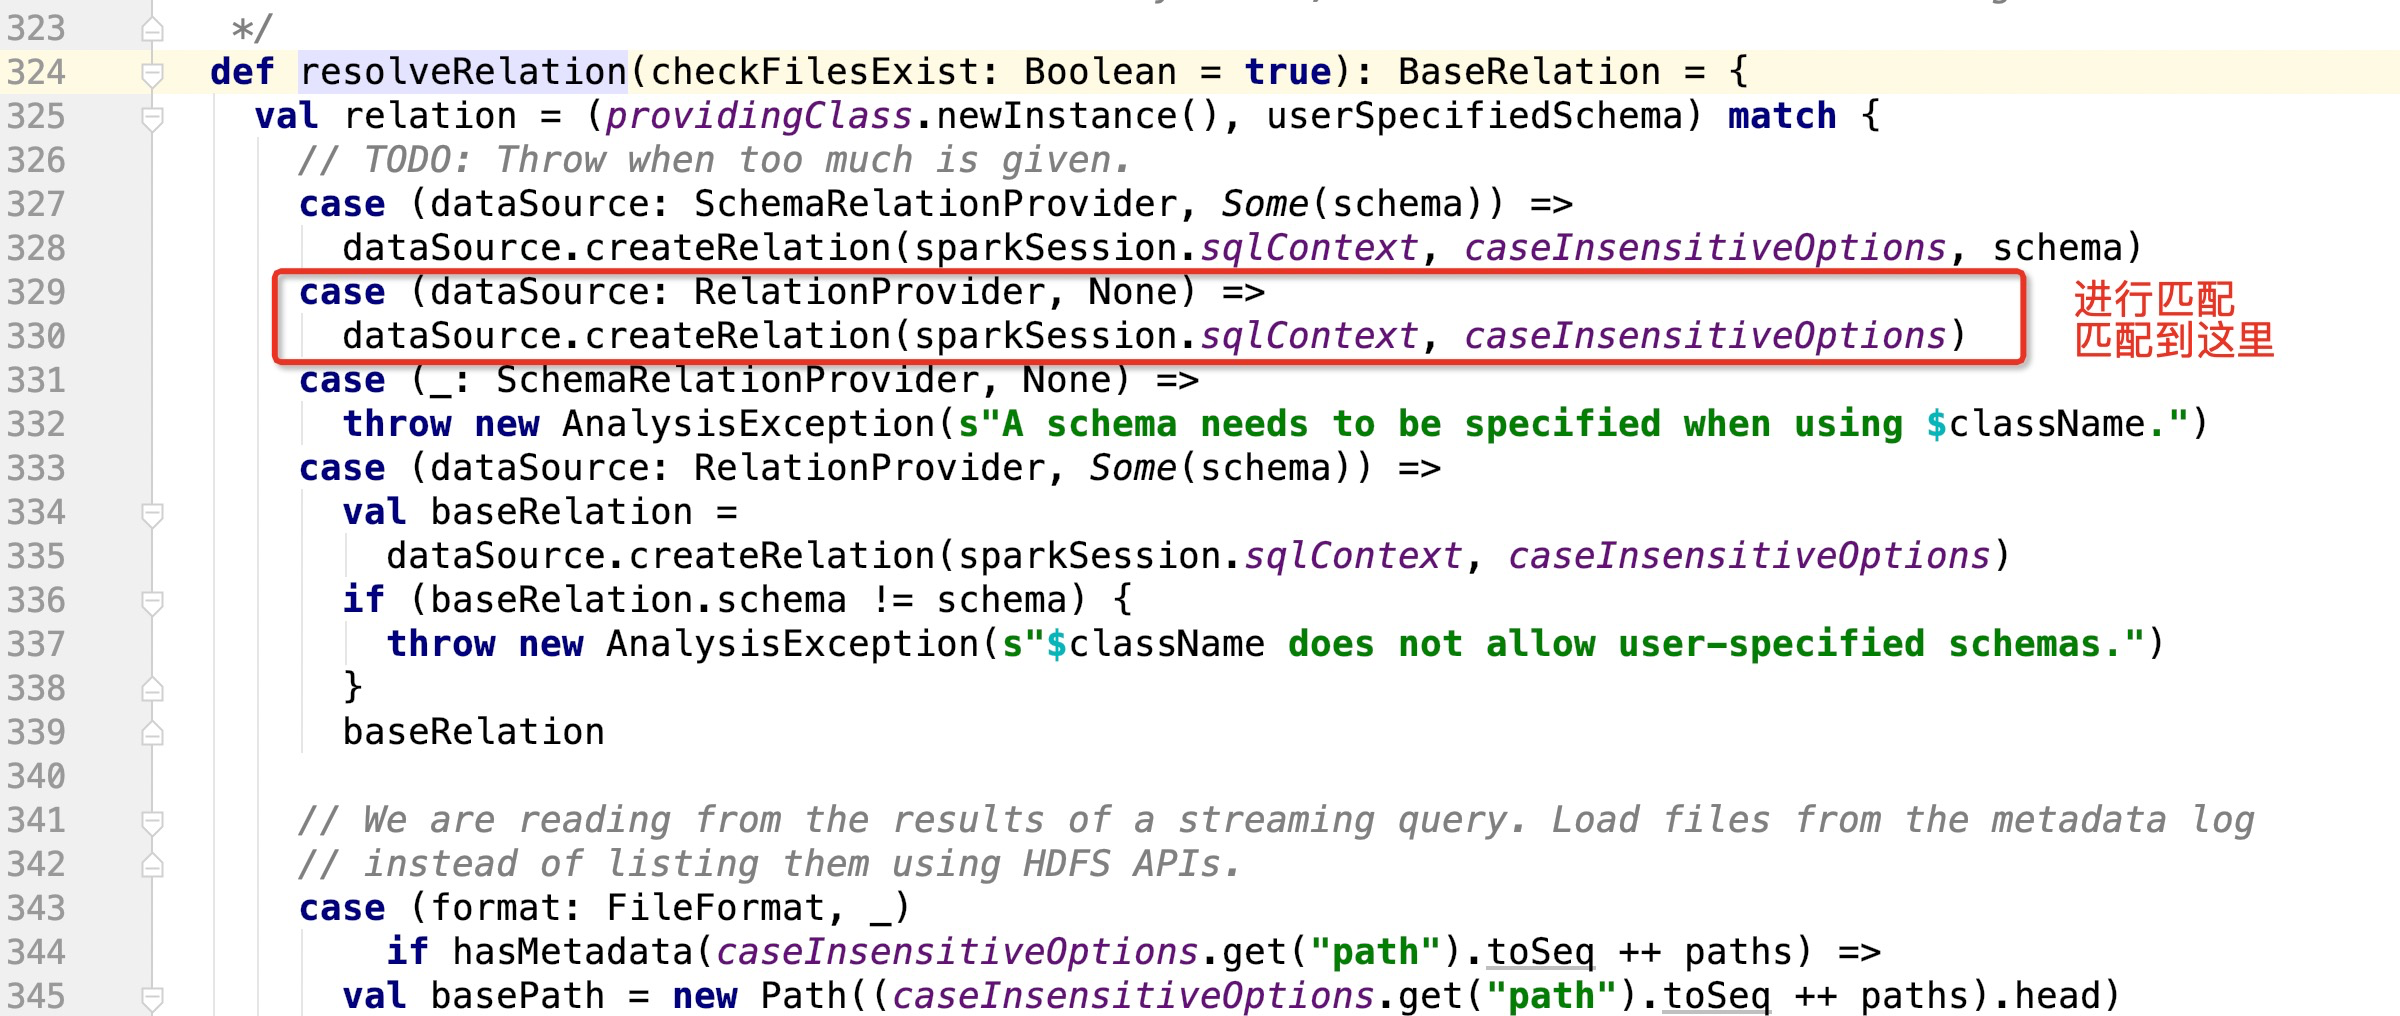 323 */
324 def resolveRelation(checkFilesExist: Boolean = true): BaseRelation = {
325 val relation = (providingClass.newInstance(), userSpecifiedSchema) match {
326 // TODO: Throw when too much is given.
327 case (dataSource: SchemaRelationProvider, Some(schema)) =>
328 dataSource.createRelation(sparkSession.sqlContext, caseInsensitiveOptions, schema)
329 case (dataSource: RelationProvider, None) => 进行匹配
330 dataSource.createRelation(sparkSession.sqlContext, caseInsensitiveOptions) 匹配到这里
331 case (_: SchemaRelationProvider, None) =>
332 throw new AnalysisException(s"A schema needs to be specified when using $className.")
333 case (dataSource: RelationProvider, Some(schema)) =>
334 val baseRelation =
335 dataSource.createRelation(sparkSession.sqlContext, caseInsensitiveOptions)
336 if (baseRelation.schema != schema) {
337 throw new AnalysisException(s"$className does not allow user-specified schemas.")
338 }
339 baseRelation
340
341 // We are reading from the results of a streaming query. Load files from the metadata log
342 // instead of listing them using HDFS APIs.
343 case (format: FileFormat, _)
344 if hasMetadata(caseInsensitiveOptions.get("path").toSeq ++ paths) =>
345 val basePath = new Path((caseInsensitiveOptions.get("path").toSeq ++ paths).head)